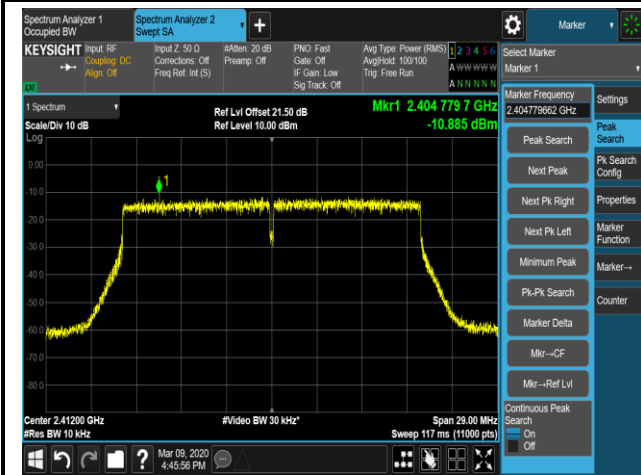 Spectrum Analyzer 1
Occupied BW
Spectrum Analyzer 2
Swept SA
Marker
KEYSIGHT
Input: RF
Coupling: DC
Align: Off
Input Z: 50 Ω
Corrections: Off
Freq Ref: Int (S)
#Atten: 20 dB
Preamp: Off
PNO: Fast
Gate: Off
IF Gain: Low
Sig Track: Off
Avg Type: Power (RMS)
Avg|Hold: 100/100
Trig: Free Run
1 2 3 4 5 6
A W W W W W
A N N N N N
Select Marker
Marker 1
1 Spectrum
Scale/Div 10 dB
Log
Ref Lvl Offset 21.50 dB
Ref Level 10.00 dBm
Mkr1 2.404 779 7 GHz
-10.885 dBm
1
0.00
-10.0
-20.0
-30.0
-40.0
-50.0
-60.0
-70.0
-80.0
Center 2.41200 GHz
#Res BW 10 kHz
#Video BW 30 kHz*
Span 29.00 MHz
Sweep 117 ms (11000 pts)
Marker Frequency
2.404779662 GHz
Peak Search
Next Peak
Next Pk Right
Next Pk Left
Minimum Peak
Pk-Pk Search
Marker Delta
Mkr→CF
Mkr→Ref Lvl
Continuous Peak
Search
On
Off
Settings
Peak
Search
Pk Search
Config
Properties
Marker
Function
Marker→
Counter
Mar 09, 2020
4:45:56 PM